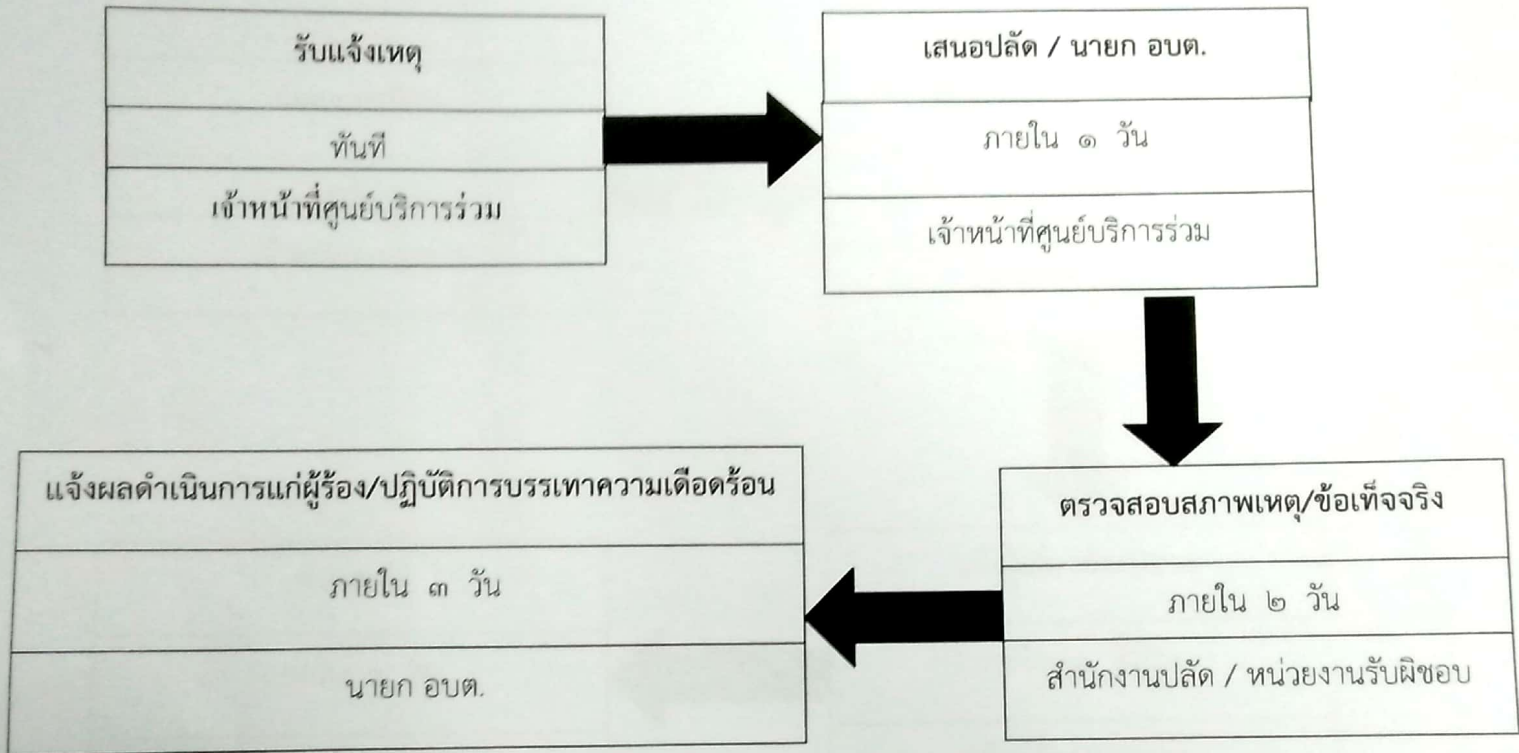 รับแจ้งเหตุ
ทันที
เจ้าหน้าที่ศูนย์บริการร่วม
เสนอปลัด / นายก อบต.
ภายใน ๑ วัน
เจ้าหน้าที่ศูนย์บริการร่วม
ตรวจสอบสภาพเหตุ/ข้อเท็จจริง
ภายใน ๒ วัน
สำนักงานปลัด / หน่วยงานรับผิชอบ
แจ้งผลดำเนินการแก่ผู้ร้อง/ปฏิบัติการบรรเทาความเดือดร้อน
ภายใน ๓ วัน
นายก อบต.